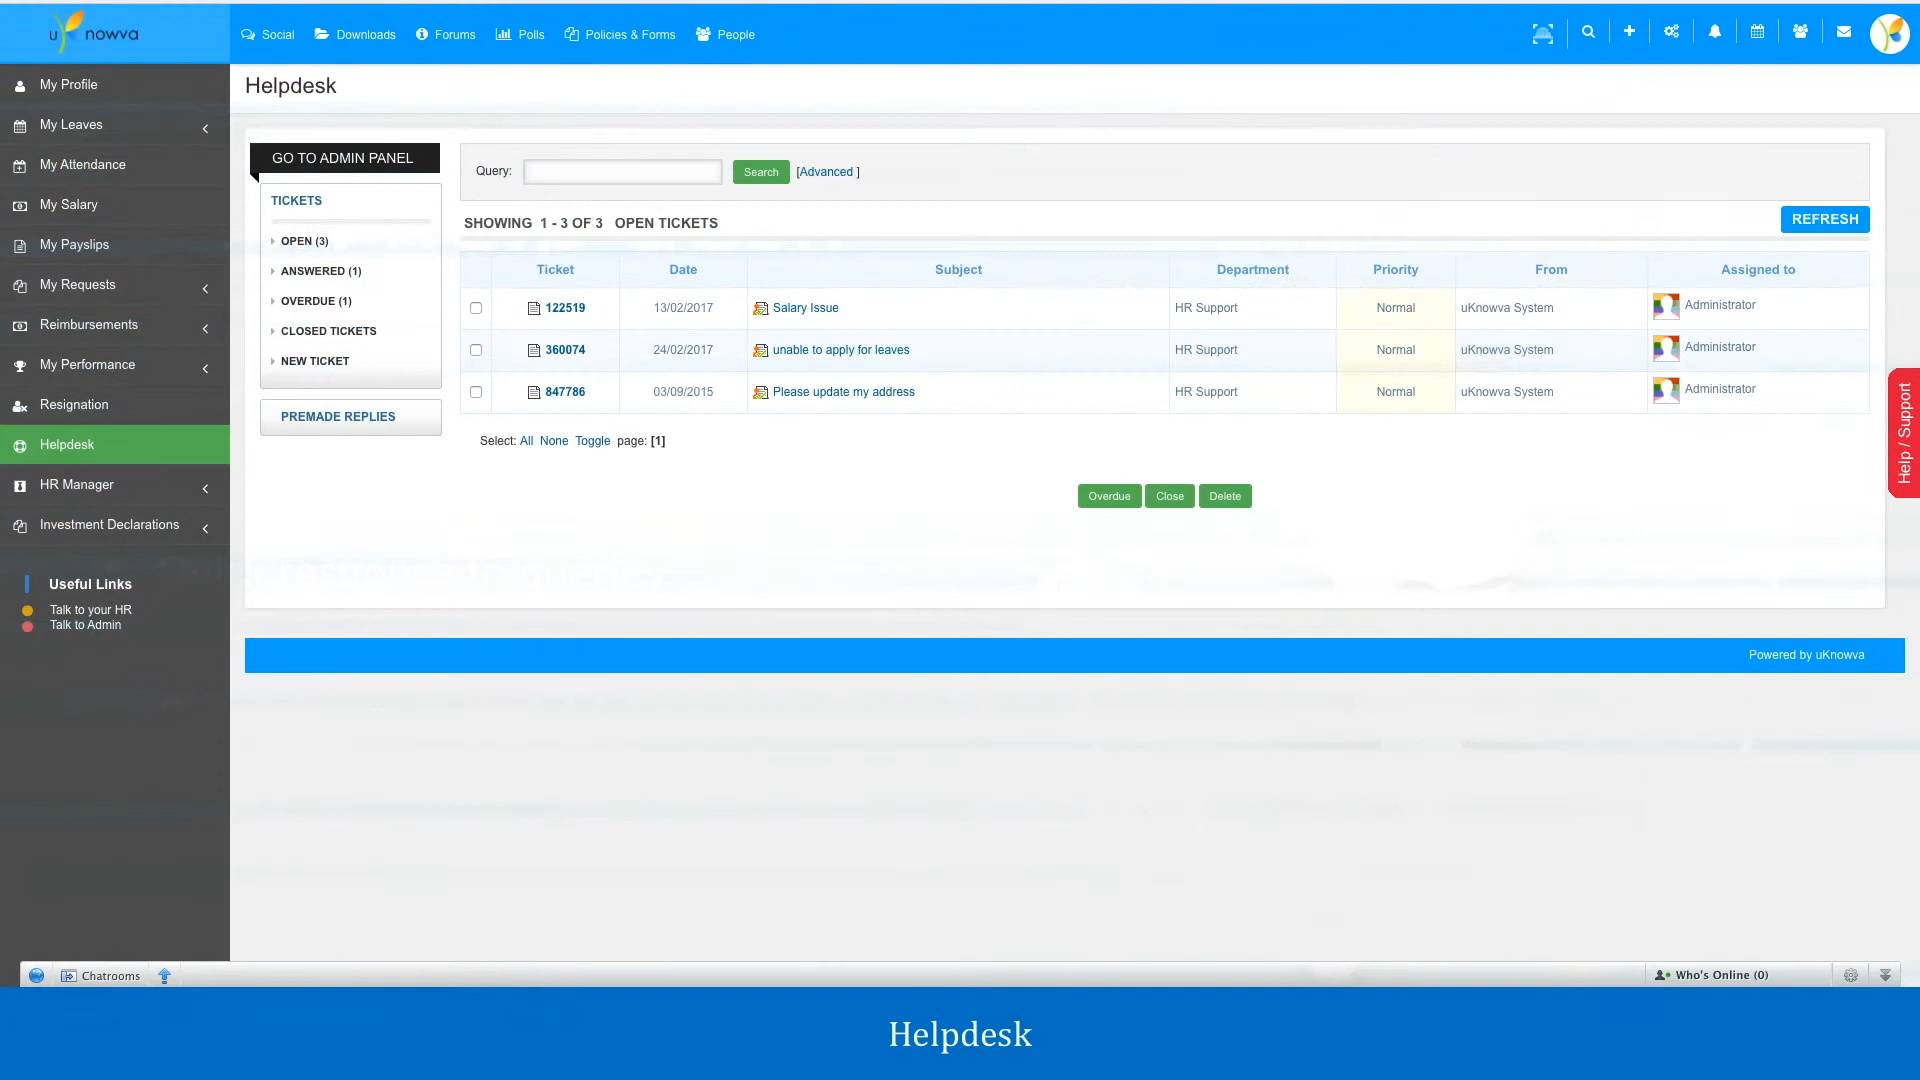 u nowva
Social Downloads Forums Polls Policies & Forms People
My Profile
My Leaves
My Attendance
My Salary
My Payslips
My Requests
Reimbursements
My Performance
Resignation
Helpdesk
HR Manager
Investment Declarations
Useful Links
Talk to your HR
Talk to Admin
Helpdesk
GO TO ADMIN PANEL
TICKETS
OPEN (3)
ANSWERED (1)
OVERDUE (1)
CLOSED TICKETS
NEW TICKET
PREMADE REPLIES
Query: Search [Advanced ]
SHOWING 1 - 3 OF 3 OPEN TICKETS REFRESH
Ticket Date Subject Department Priority From Assigned to
122519 13/02/2017 Salary Issue HR Support Normal uKnowva System Administrator
360074 24/02/2017 unable to apply for leaves HR Support Normal uKnowva System Administrator
847786 03/09/2015 Please update my address HR Support Normal uKnowva System Administrator
Select: All None Toggle page: [1]
Overdue Close Delete
Help / Support
Powered by uKnowva
Chatrooms Who's Online (0)
Helpdesk